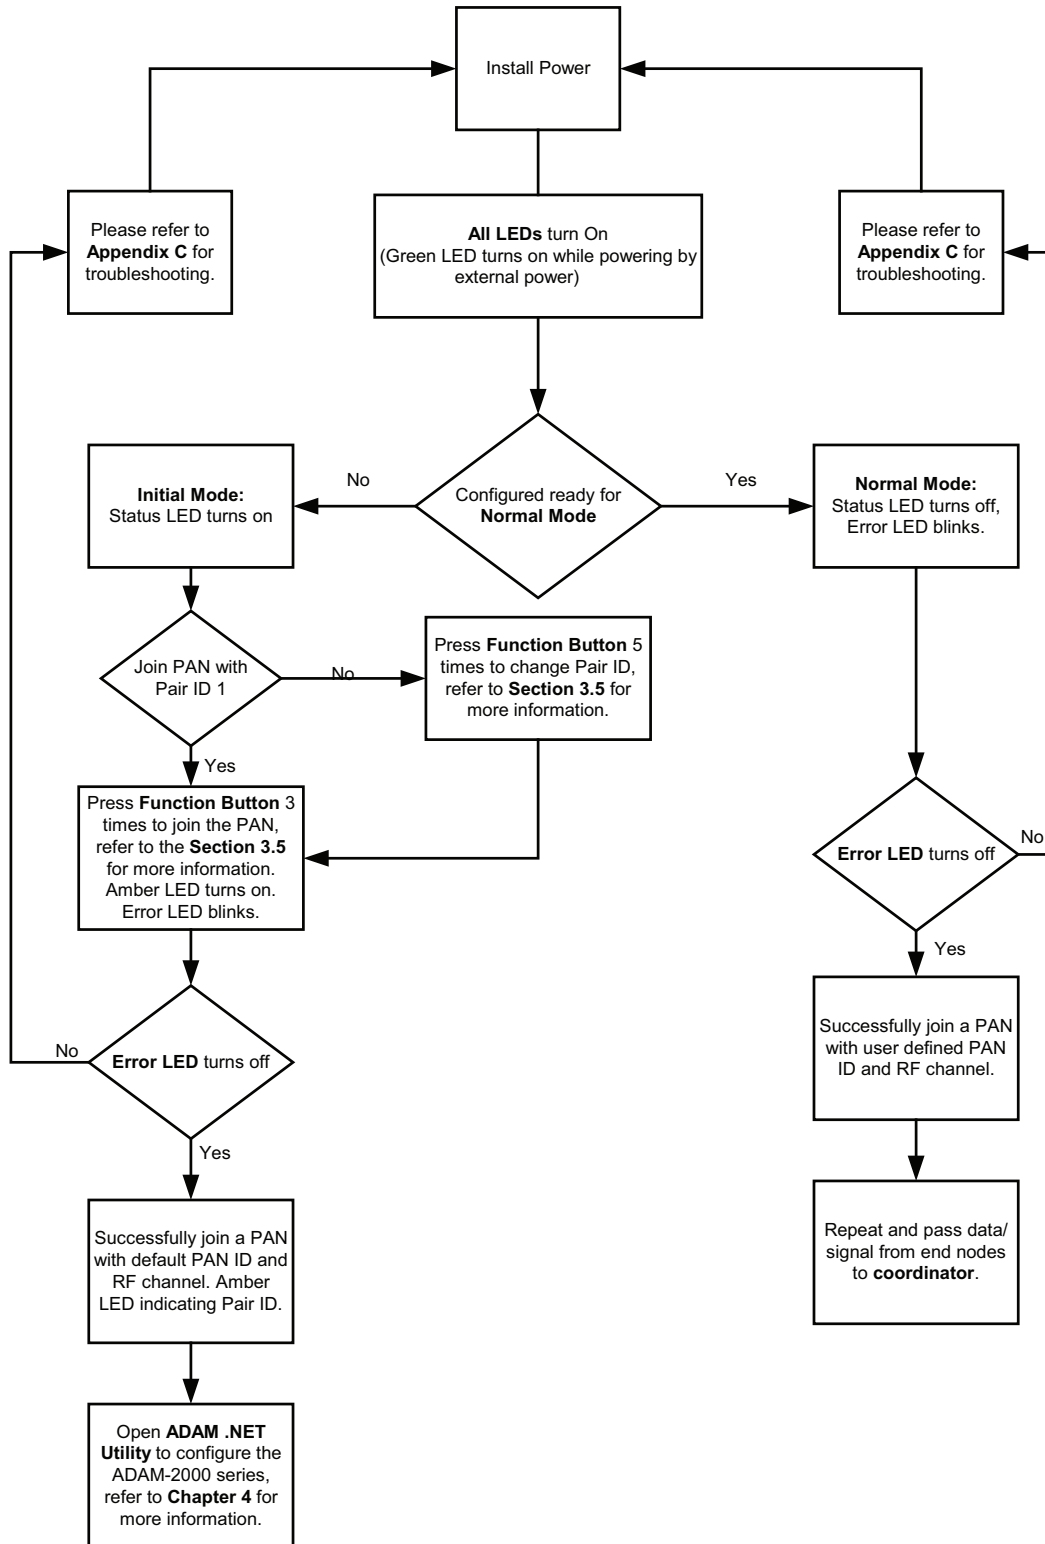 Install Power
Please refer to
Appendix C for
troubleshooting.
All LEDs turn On
(Green LED turns on while powering by
external power)
Please refer to
Appendix C for
troubleshooting.
Initial Mode:
Status LED turns on
No
Configured ready for
Normal Mode
Yes
Normal Mode:
Status LED turns off,
Error LED blinks.
Join PAN with
Pair ID 1
No
Press Function Button 5
times to change Pair ID,
refer to Section 3.5 for
more information.
Yes
Press Function Button 3
times to join the PAN,
refer to the Section 3.5
for more information.
Amber LED turns on.
Error LED blinks.
Error LED turns off
No
Yes
No
Error LED turns off
Yes
Successfully join a PAN
with user defined PAN
ID and RF channel.
Successfully join a PAN
with default PAN ID and
RF channel. Amber
LED indicating Pair ID.
Repeat and pass data/
signal from end nodes
to coordinator.
Open ADAM .NET
Utility to configure the
ADAM-2000 series,
refer to Chapter 4 for
more information.